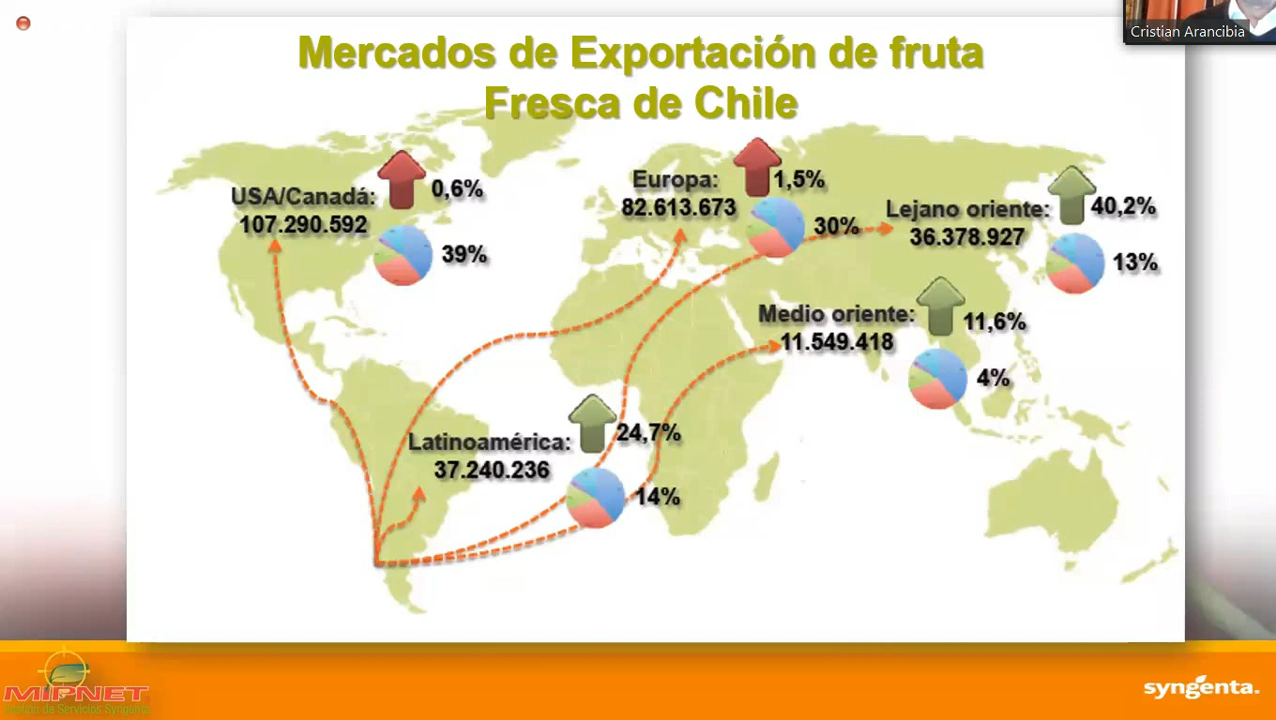 Cristian Arancibia
Mercados de Exportación de fruta
Fresca de Chile
USA/Canadá:
107.290.592
0,6%
39%
Europa:
82.613.673
1,5%
30%
Lejano oriente:
36.378.927
40,2%
13%
Medio oriente:
11.549.418
11,6%
4%
Latinoamérica:
37.240.236
24,7%
14%
MIPNET
Gestión de Servicios Syngenta
syngenta.